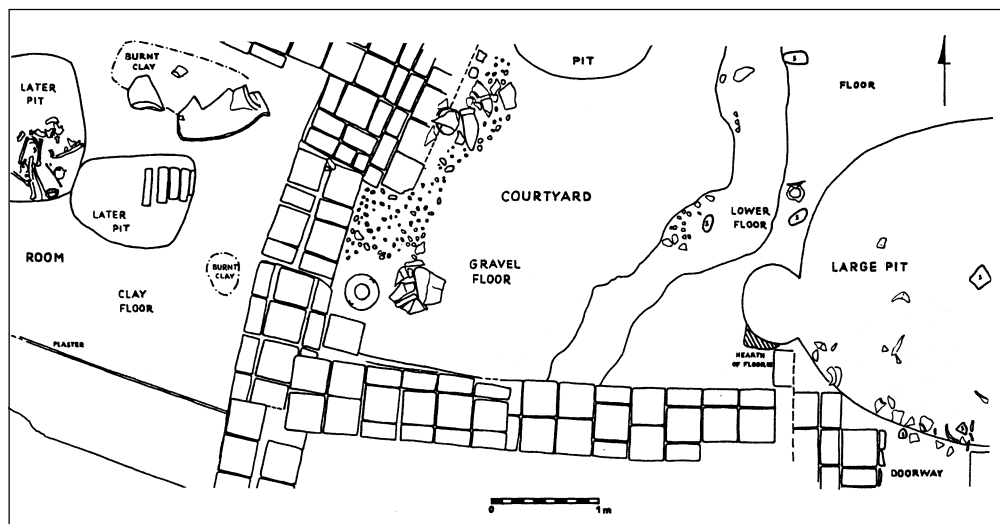 BURNT
CLAY
LATER
PIT
PIT
FLOOR
COURTYARD
LATER
PIT
LOWER
FLOOR
ROOM
BURNT
CLAY
GRAVEL
FLOOR
LARGE PIT
CLAY
FLOOR
PLASTER
HEARTH
DOORWAY
1m